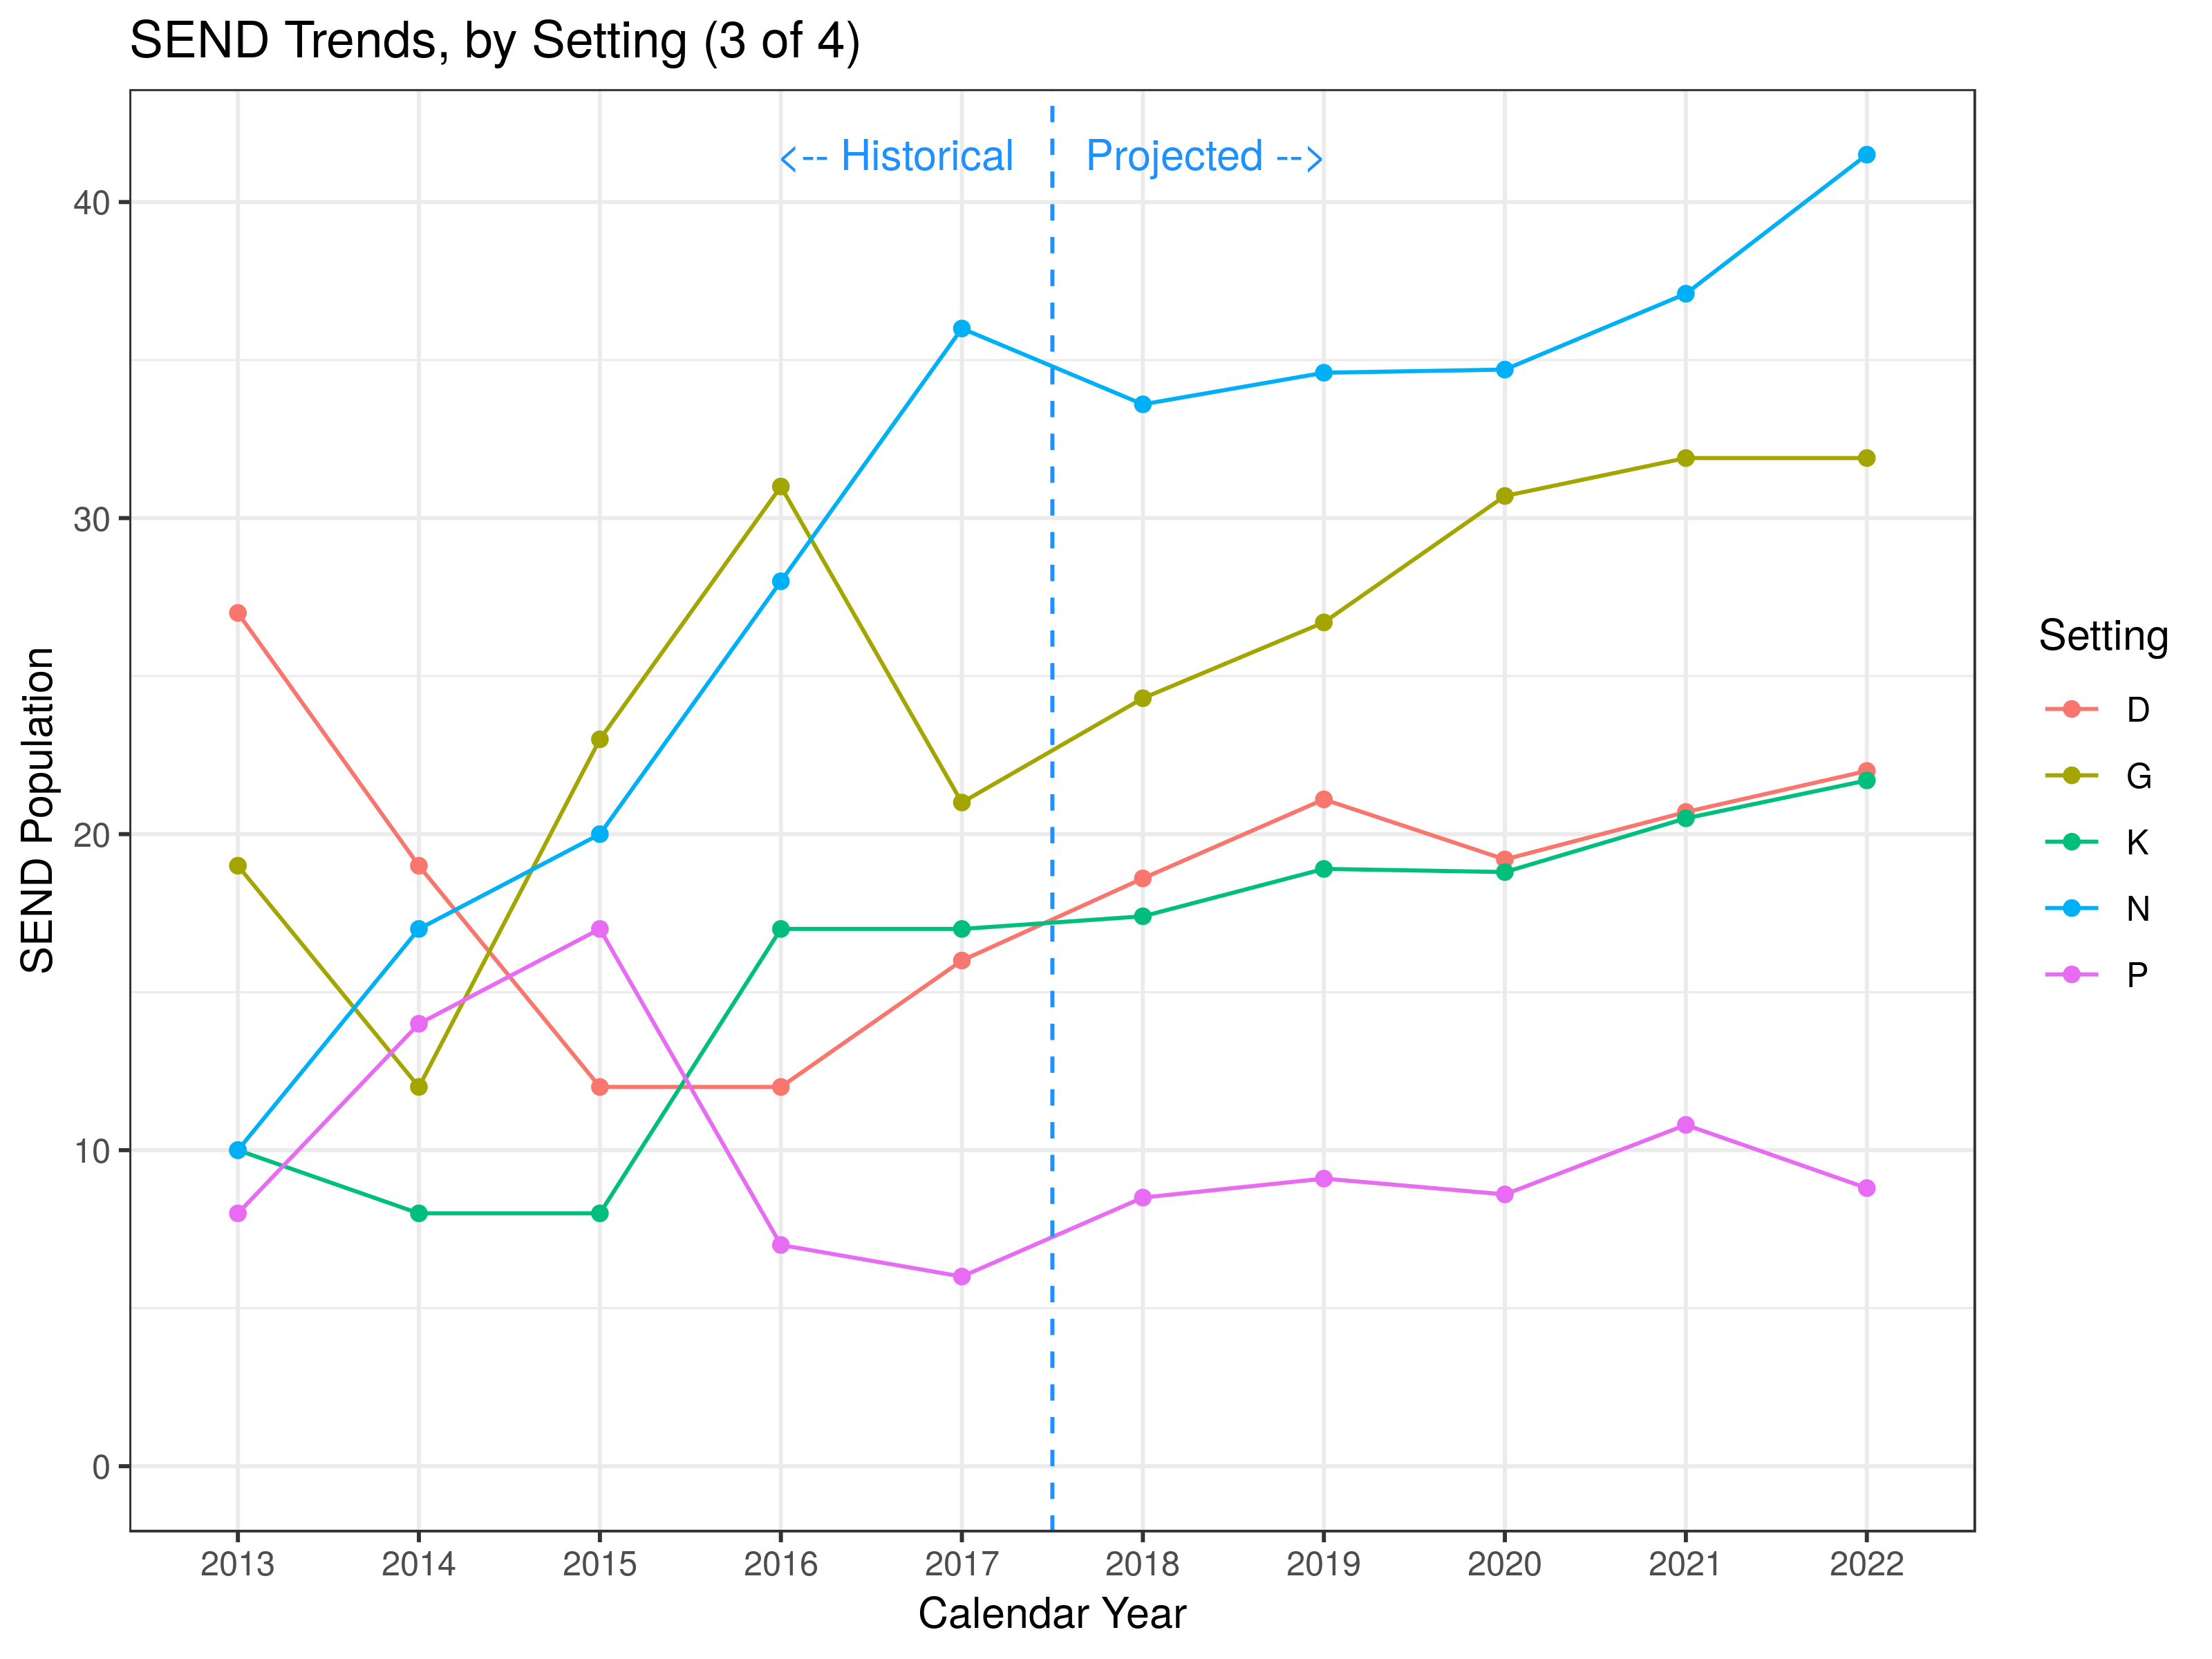 SEND Trends, by Setting (3 of 4)
<-- Historical
Projected -->
40
30
20
10
0
SEND Population
2013 2014 2015 2016 2017 2018 2019 2020 2021 2022
Calendar Year
Setting
D
G
K
N
P